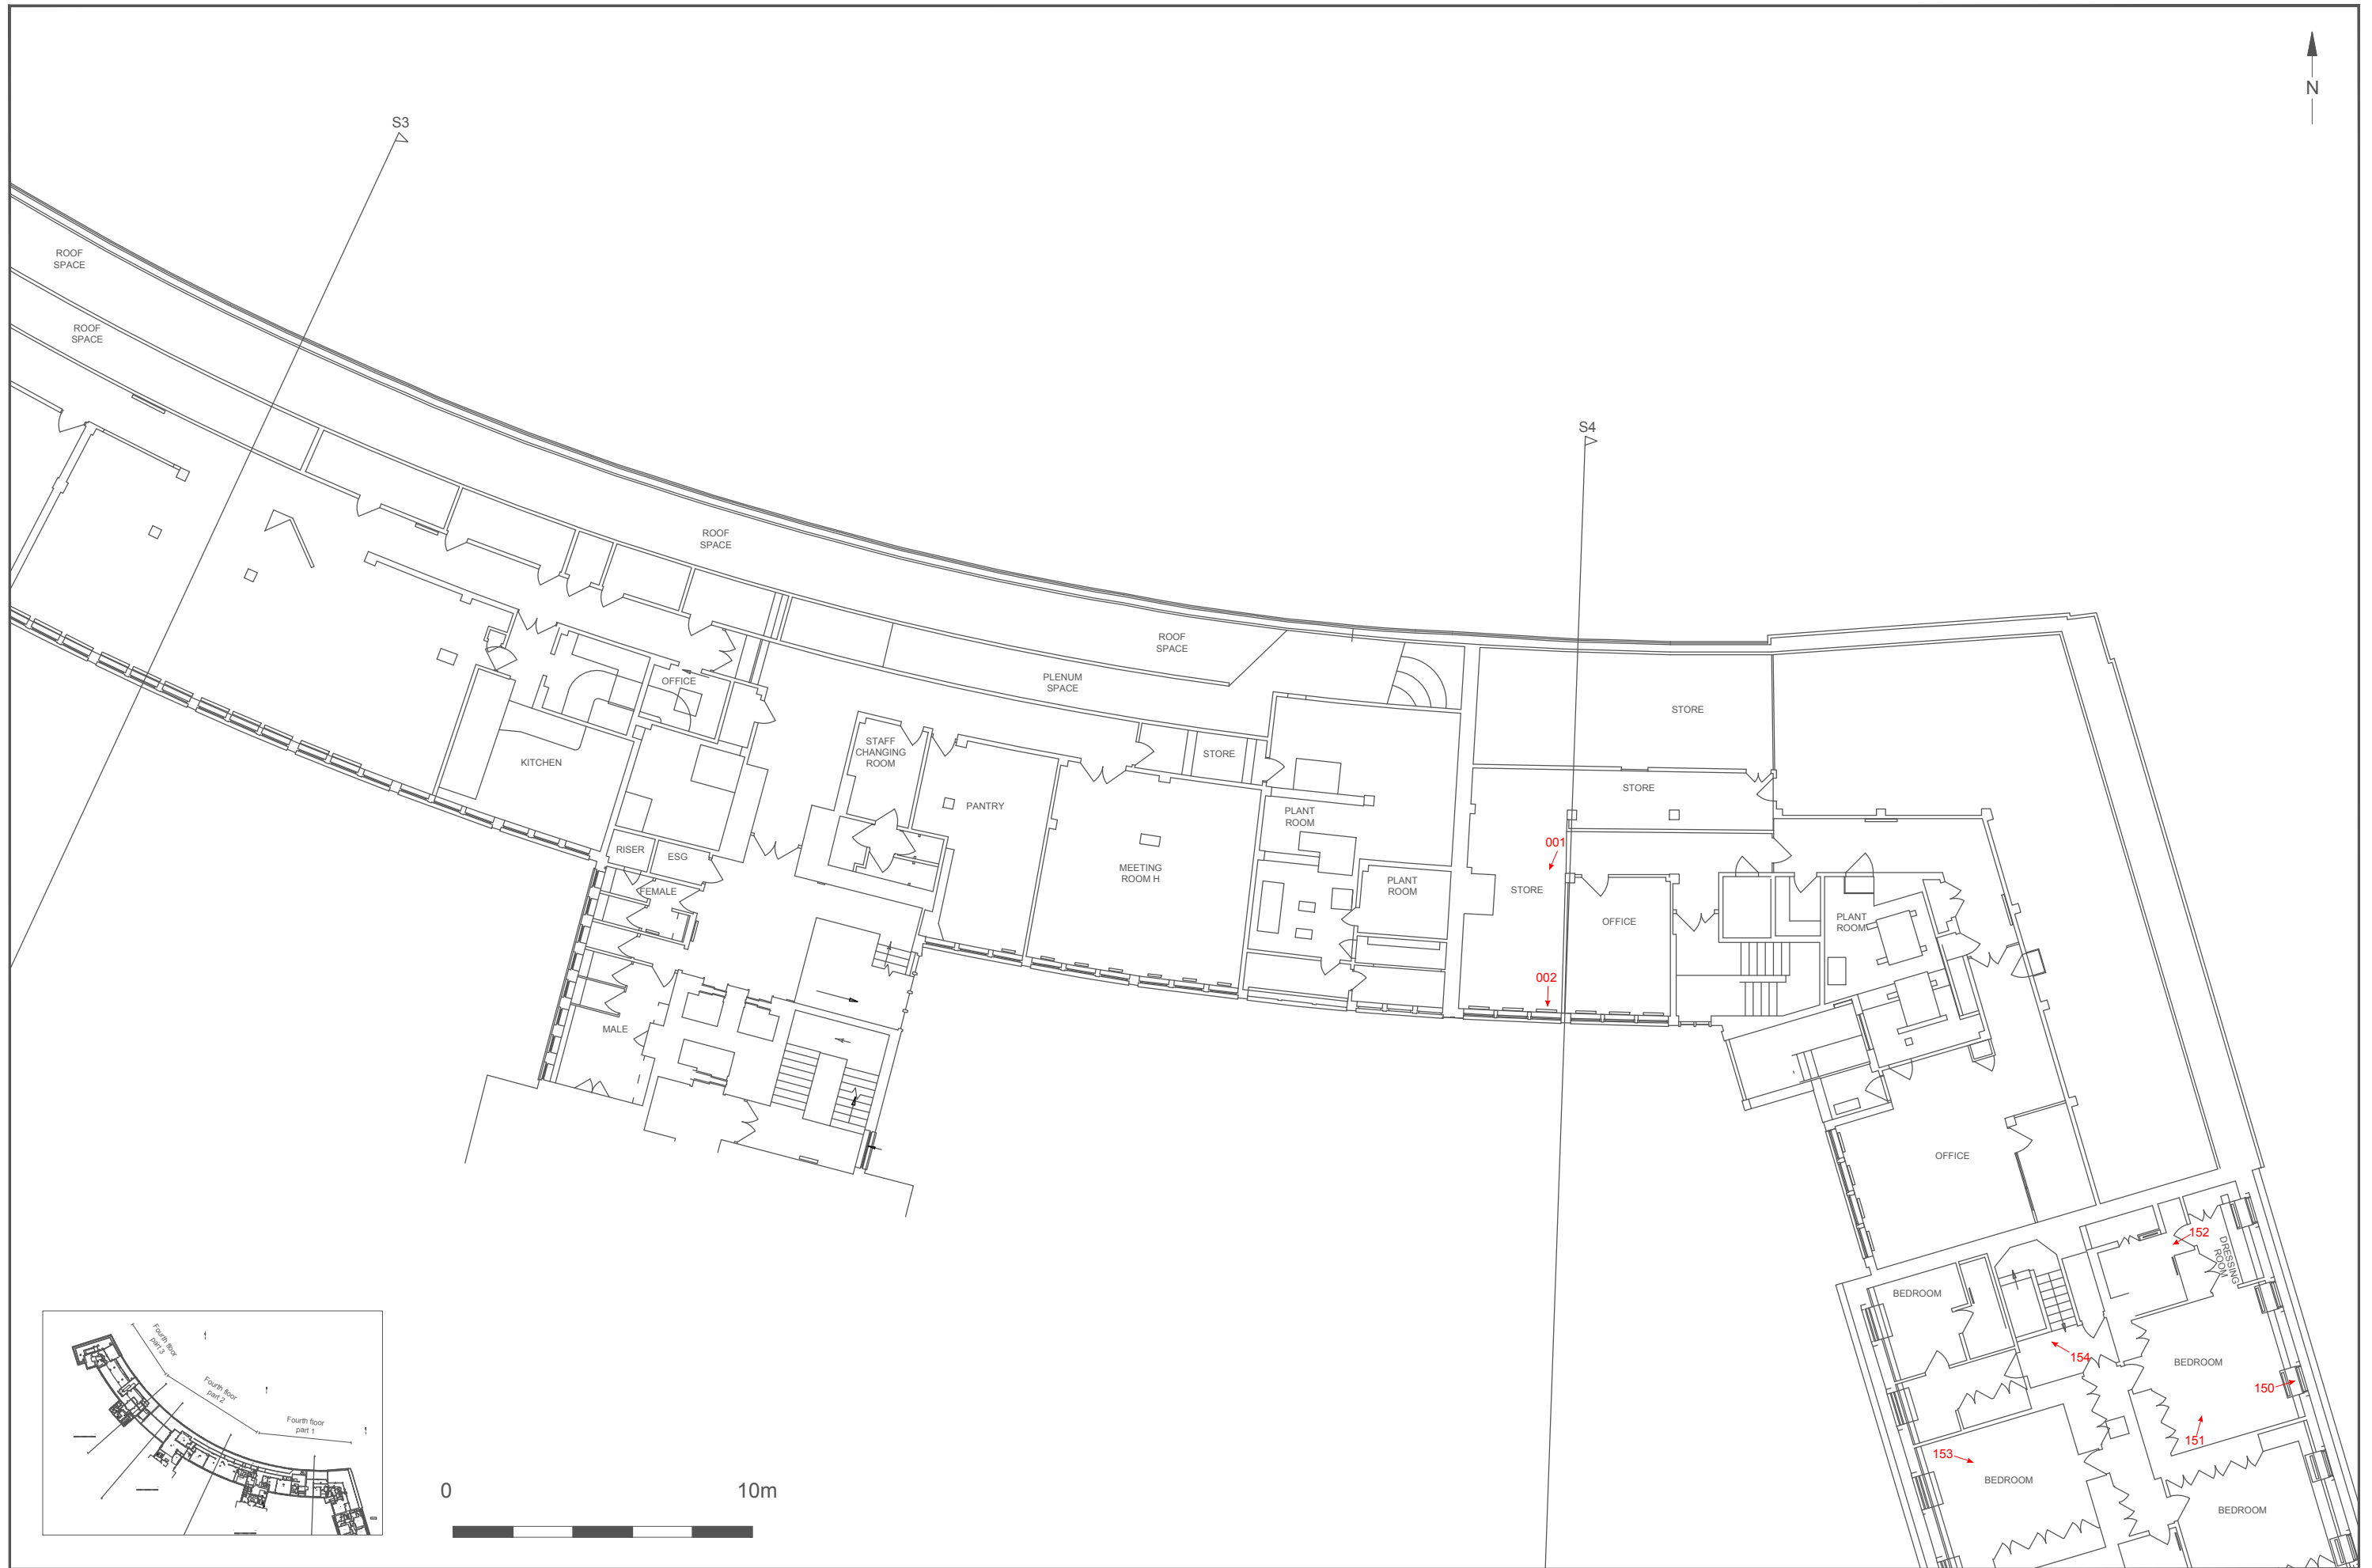 S3
N
ROOF
SPACE
ROOF
SPACE
S4
ROOF
SPACE
ROOF
SPACE
PLENUM
SPACE
OFFICE
STORE
STAFF
CHANGING
ROOM
STORE
KITCHEN
STORE
PANTRY
PLANT
ROOM
001
RISER
ESG
MEETING
ROOM H
PLANT
ROOM
STORE
FEMALE
OFFICE
PLANT
ROOM
002
MALE
OFFICE
152
DRESSING
ROOM
BEDROOM
154
BEDROOM
150
151
153
BEDROOM
BEDROOM
Fourth floor
part 3
Fourth floor
part 2
Fourth floor
part 1
0
10m